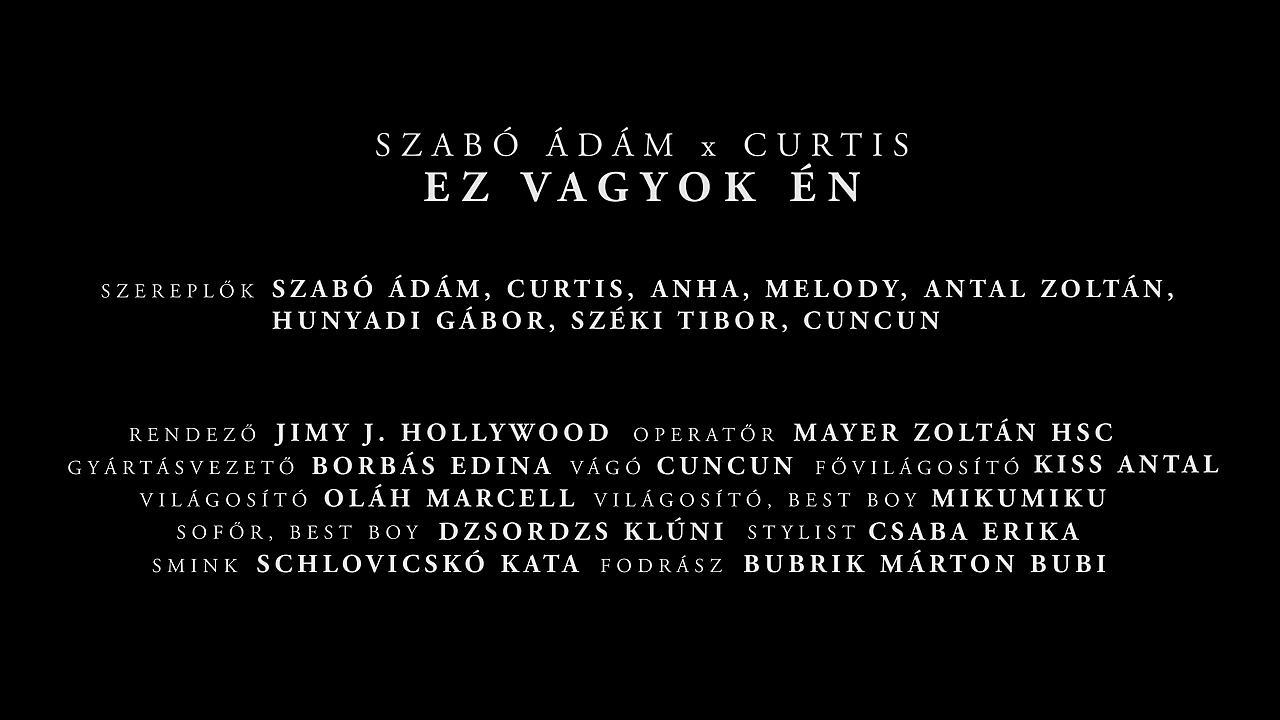 SZABÓ ÁDÁM x CURTIS
EZ VAGYOK ÉN
SZEREPLŐK SZABÓ ÁDÁM, CURTIS, ANHA, MELODY, ANTAL ZOLTÁN,
HUNYADI GÁBOR, SZÉKI TIBOR, CUNCUN
RENDEZŐ JIMY J. HOLLYWOOD OPERATŐR MAYER ZOLTÁN HSC
GYÁRTÁSVEZETŐ BORBÁS EDINA VÁGÓ CUNCUN FŐVILÁGOSÍTÓ KISS ANTAL
VILÁGOSÍTÓ OLÁH MARCELL VILÁGOSÍTÓ, BEST BOY MIKUMIKU
SOFŐR, BEST BOY DZSORDZS KLÚNI STYLIST CSABA ERIKA
SMINK SCHLOVICSKÓ KATA FODRÁSZ BUBRIK MÁRTON BUBI